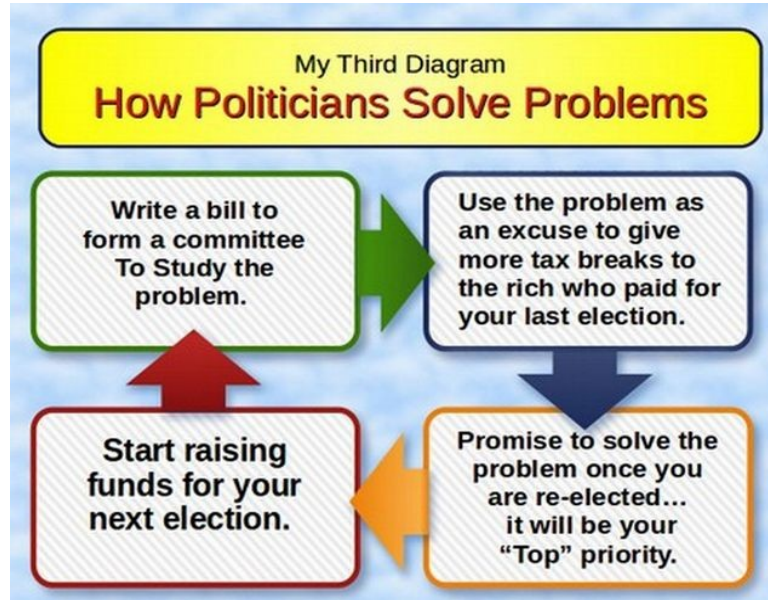 My Third Diagram
How Politicians Solve Problems
Write a bill to
form a committee
To Study the
problem.
Use the problem as
an excuse to give
more tax breaks to
the rich who paid for
your last election.
Promise to solve the
problem once you
are re-elected...
it will be your
“Top” priority.
Start raising
funds for your
next election.